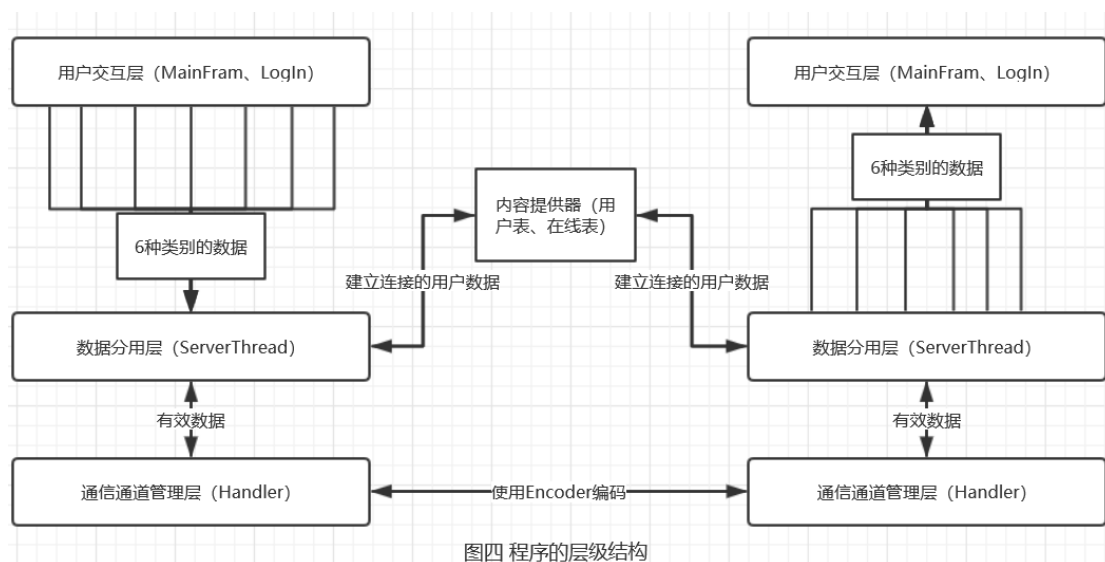 用户交互层（MainFram、LogIn）
用户交互层（MainFram、LogIn）
6种类别的数据
6种类别的数据
内容提供器（用
户表、在线表）
建立连接的用户数据
建立连接的用户数据
数据分用层（ServerThread）
数据分用层（ServerThread）
有效数据
有效数据
通信通道管理层（Handler）
使用Encoder编码
通信通道管理层（Handler）
图四 程序的层级结构